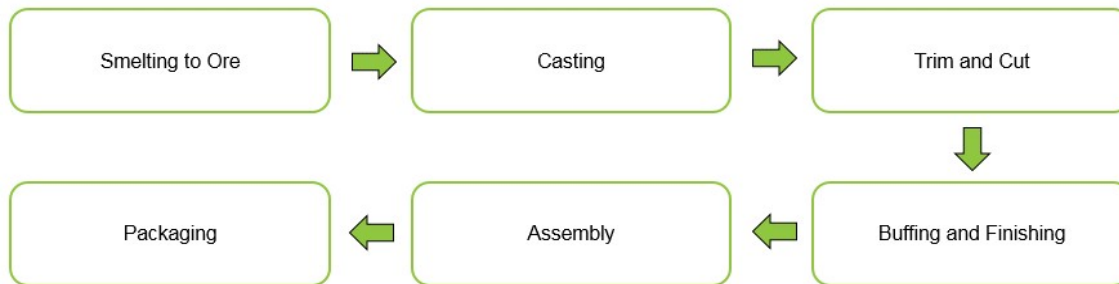 Smelting to Ore
Casting
Trim and Cut
Buffing and Finishing
Assembly
Packaging